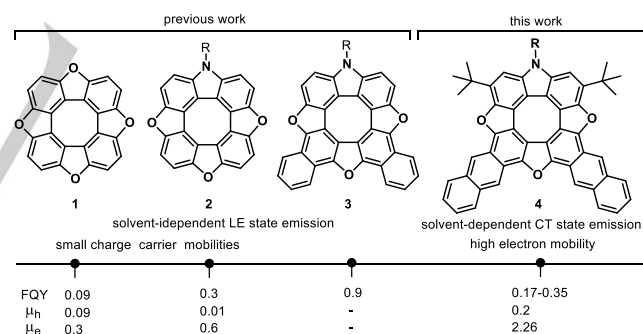 previous work this work
R R R
O N N N
O O O O O O O O
O O O O
1 2 3 4
solvent-idependent LE state emission solvent-dependent CT state emission
small charge carrier mobilities high electron mobility
FQY 0.09 0.3 0.9 0.17-0.35
μh 0.09 0.01 - 0.2
μe 0.3 0.6 - 2.26